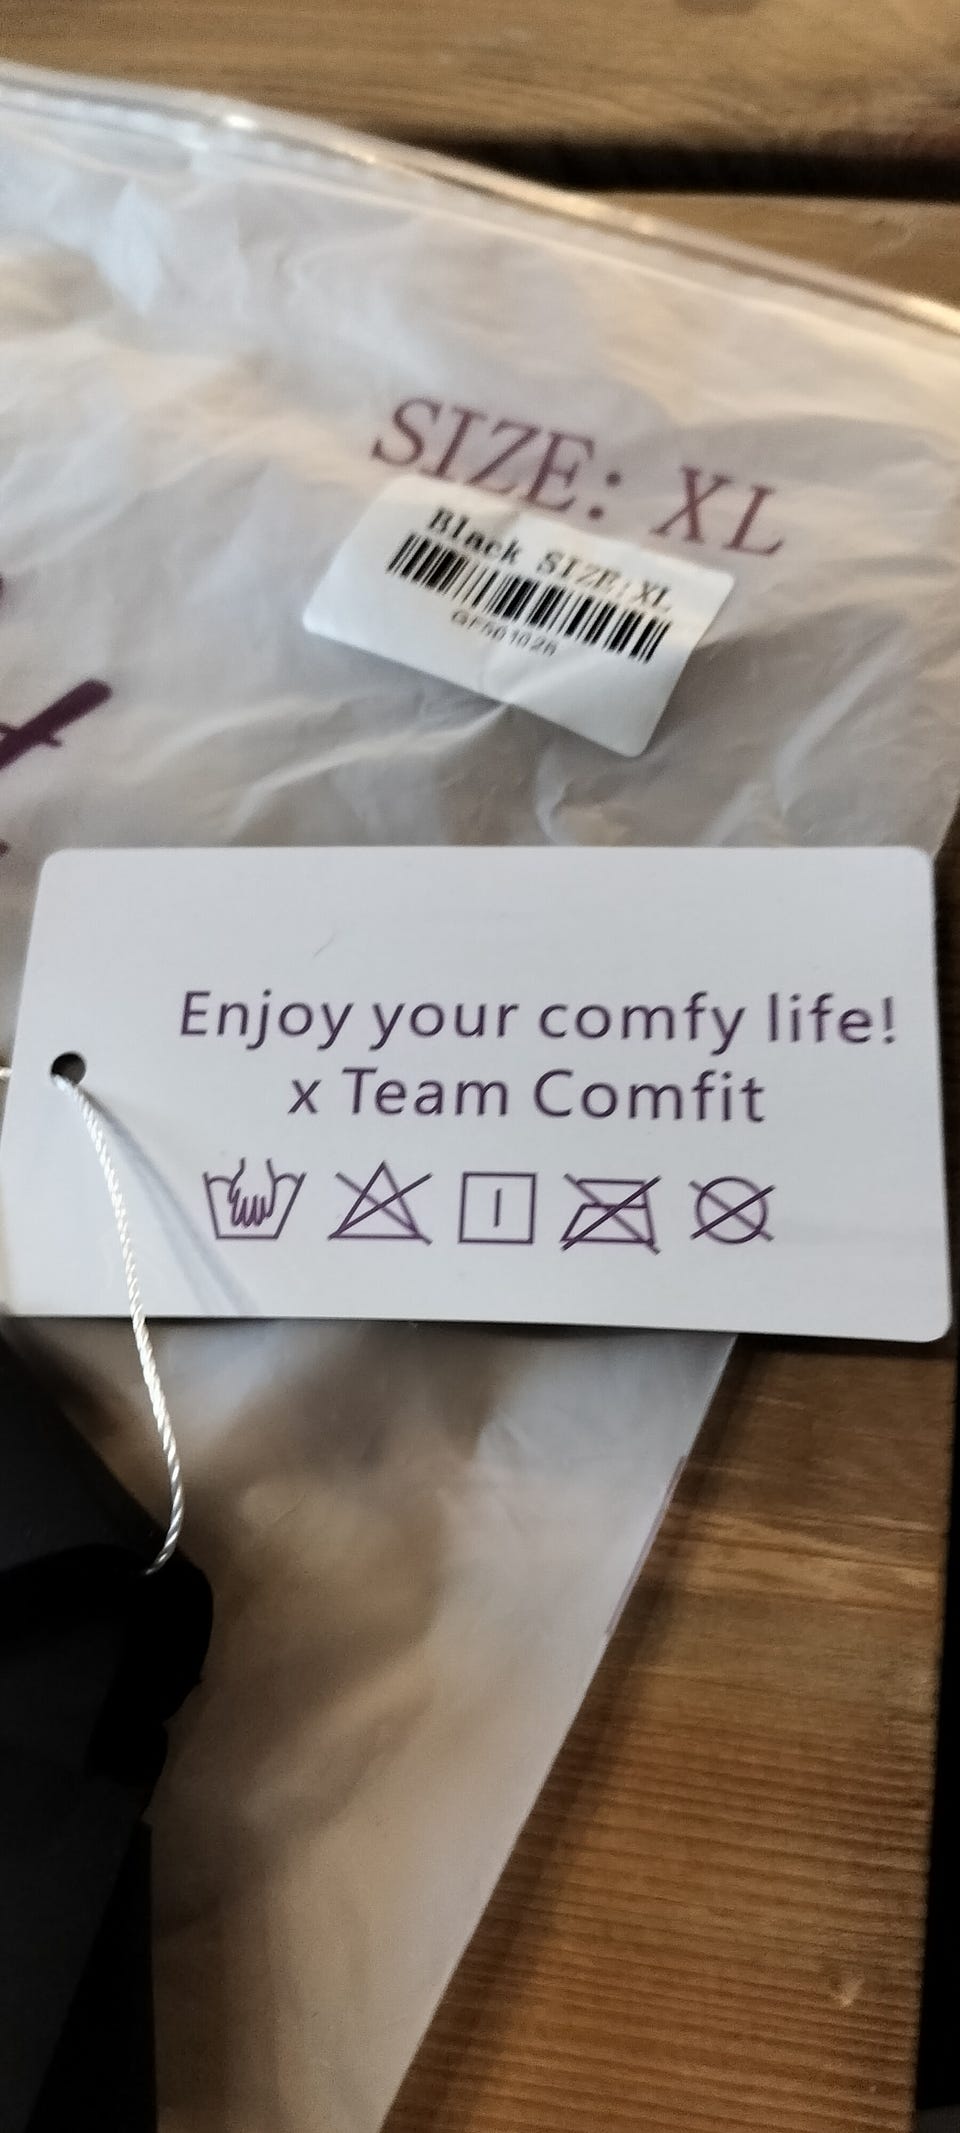 SIZE: XL
Black SIZE:XL
Enjoy your comfy life!
x Team Comfit